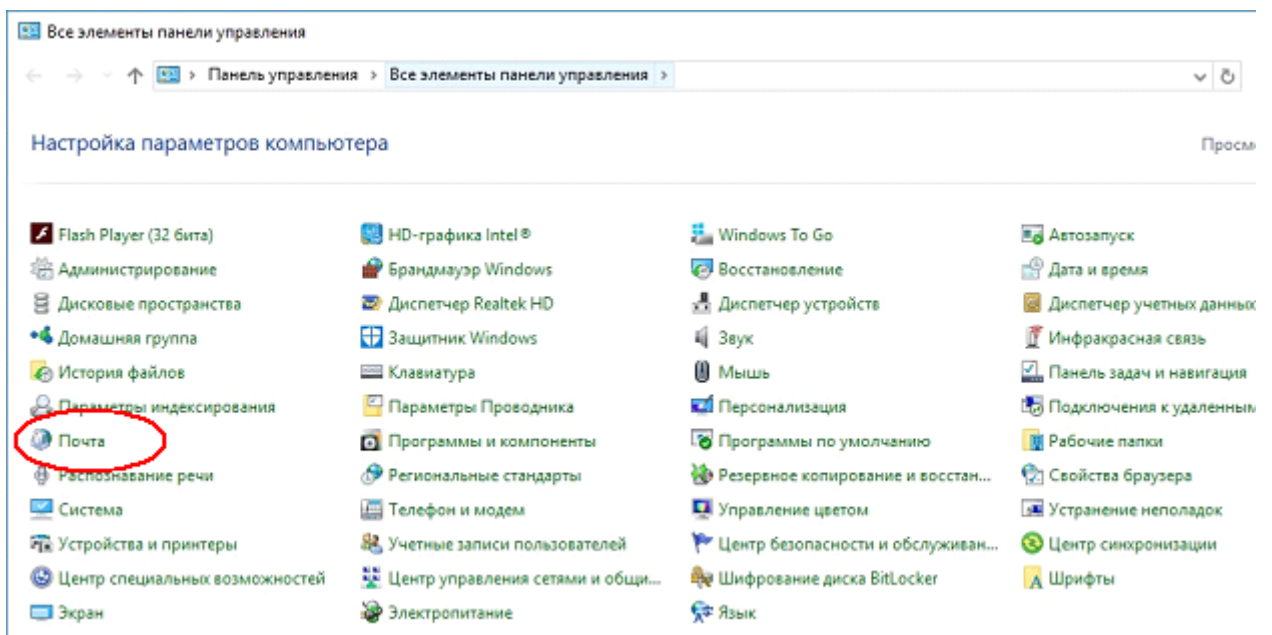 Все элементы панели управления
Панель управления > Все элементы панели управления >
Настройка параметров компьютера
Просм
Flash Player (32 бита) HD-графика Intel® Windows To Go Автозапуск
Администрирование Брандмауэр Windows Восстановление Дата и время
Дисковые пространства Диспетчер Realtek HD Диспетчер устройств Диспетчер учетных данных
Домашняя группа Защитник Windows Звук Инфракрасная связь
История файлов Клавиатура Мышь Панель задач и навигация
Параметры индексирования Параметры Проводника Персонализация Подключения к удаленным
Почта Программы и компоненты Программы по умолчанию Рабочие папки
Распознавание речи Региональные стандарты Резервное копирование и восстан... Свойства браузера
Система Телефон и модем Управление цветом Устранение неполадок
Устройства и принтеры Учетные записи пользователей Центр безопасности и обслуживан... Центр синхронизации
Центр специальных возможностей Центр управления сетями и общи... Шифрование диска BitLocker Шрифты
Экран Электропитание Язык